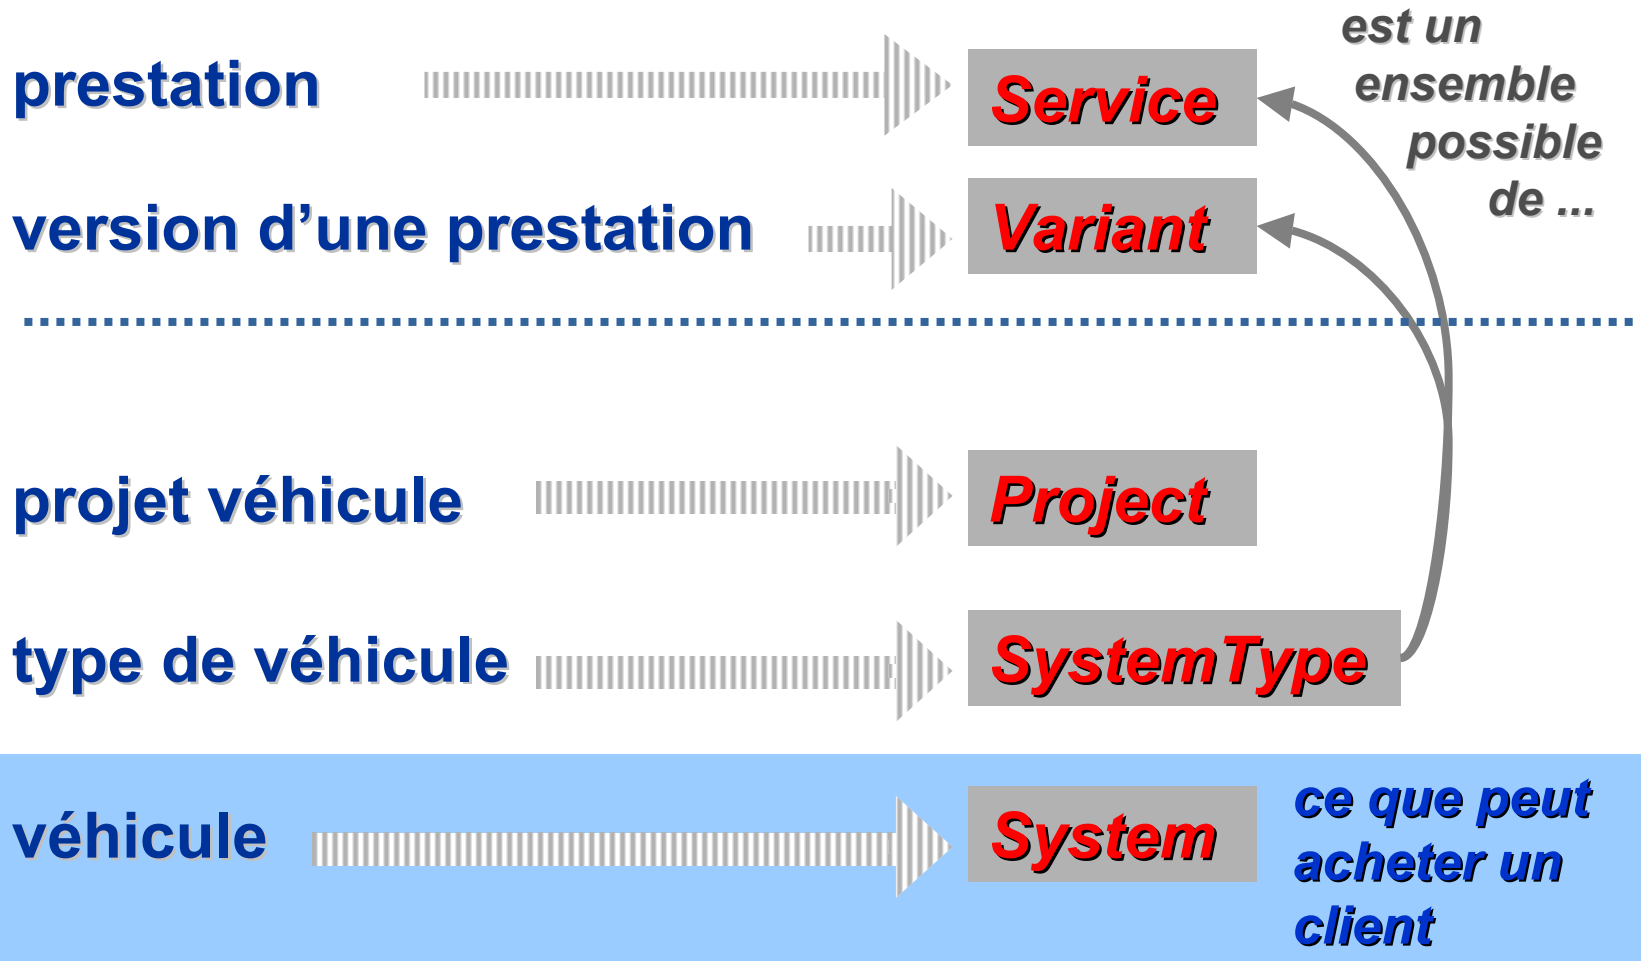 prestation
Service
est un
ensemble
possible
de ...
version d’une prestation
Variant
projet véhicule
Project
type de véhicule
SystemType
véhicule
System
ce que peut
acheter un
client